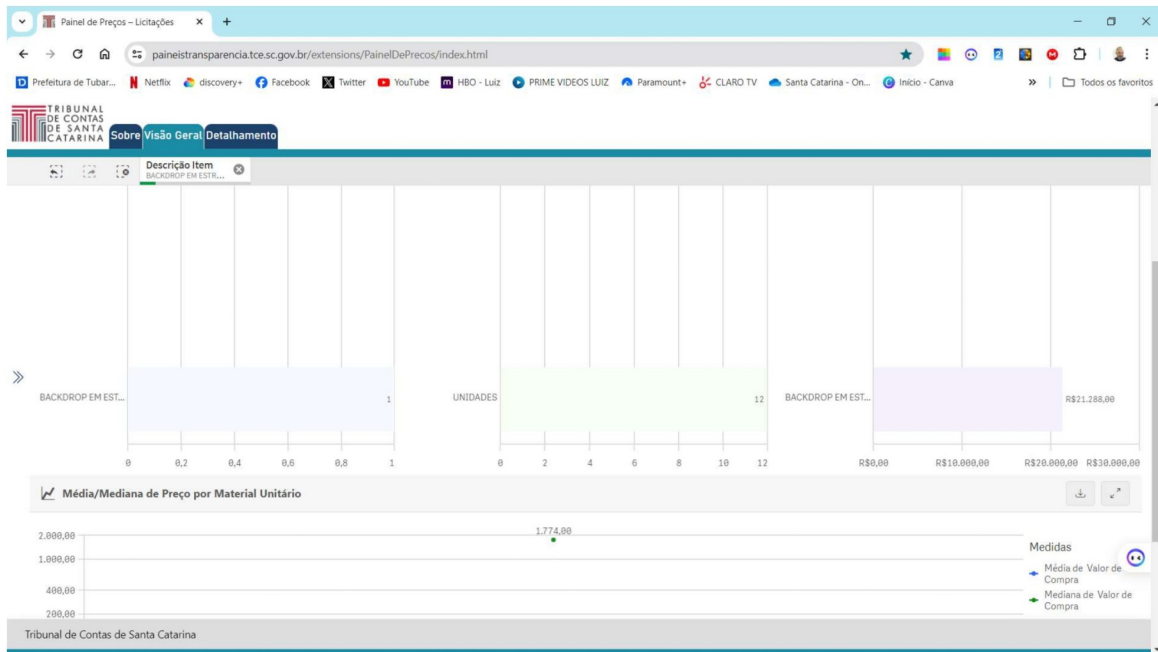 Painel de Preços – Licitações
paineistransparencia.tce.sc.gov.br/extensions/PainelDePrecos/index.html
Prefeitura de Tubar... Netflix discovery+ Facebook Twitter YouTube HBO - Luiz PRIME VIDEOS LUIZ Paramount+ CLARO TV Santa Catarina - On... Início - Canva Todos os favoritos
TRIBUNAL
DE CONTAS
DE SANTA
CATARINA
Sobre Visão Geral Detalhamento
Descrição Item
BACKDROP EM ESTR...
BACKDROP EM EST... 1 UNIDADES 12 BACKDROP EM EST... R$21.288,00
0 0,2 0,4 0,6 0,8 1 0 2 4 6 8 10 12 R$0,00 R$10.000,00 R$20.000,00 R$30.000,00
Média/Mediana de Preço por Material Unitário
1.774,00
2.000,00
1.000,00
400,00
200,00
Medidas
Média de Valor de
Compra
Mediana de Valor de
Compra
Tribunal de Contas de Santa Catarina